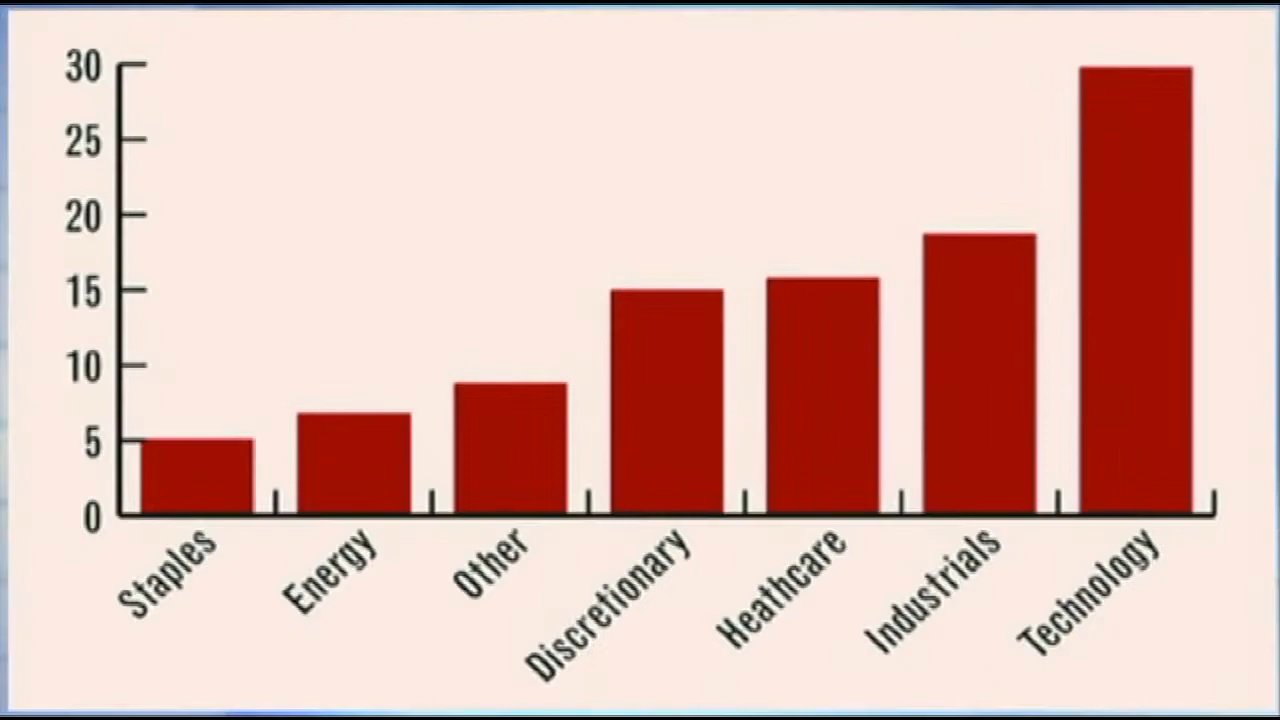 30
25
20
15
10
5
0
Staples
Energy
Other
Discretionary
Heathcare
Industrials
Technology